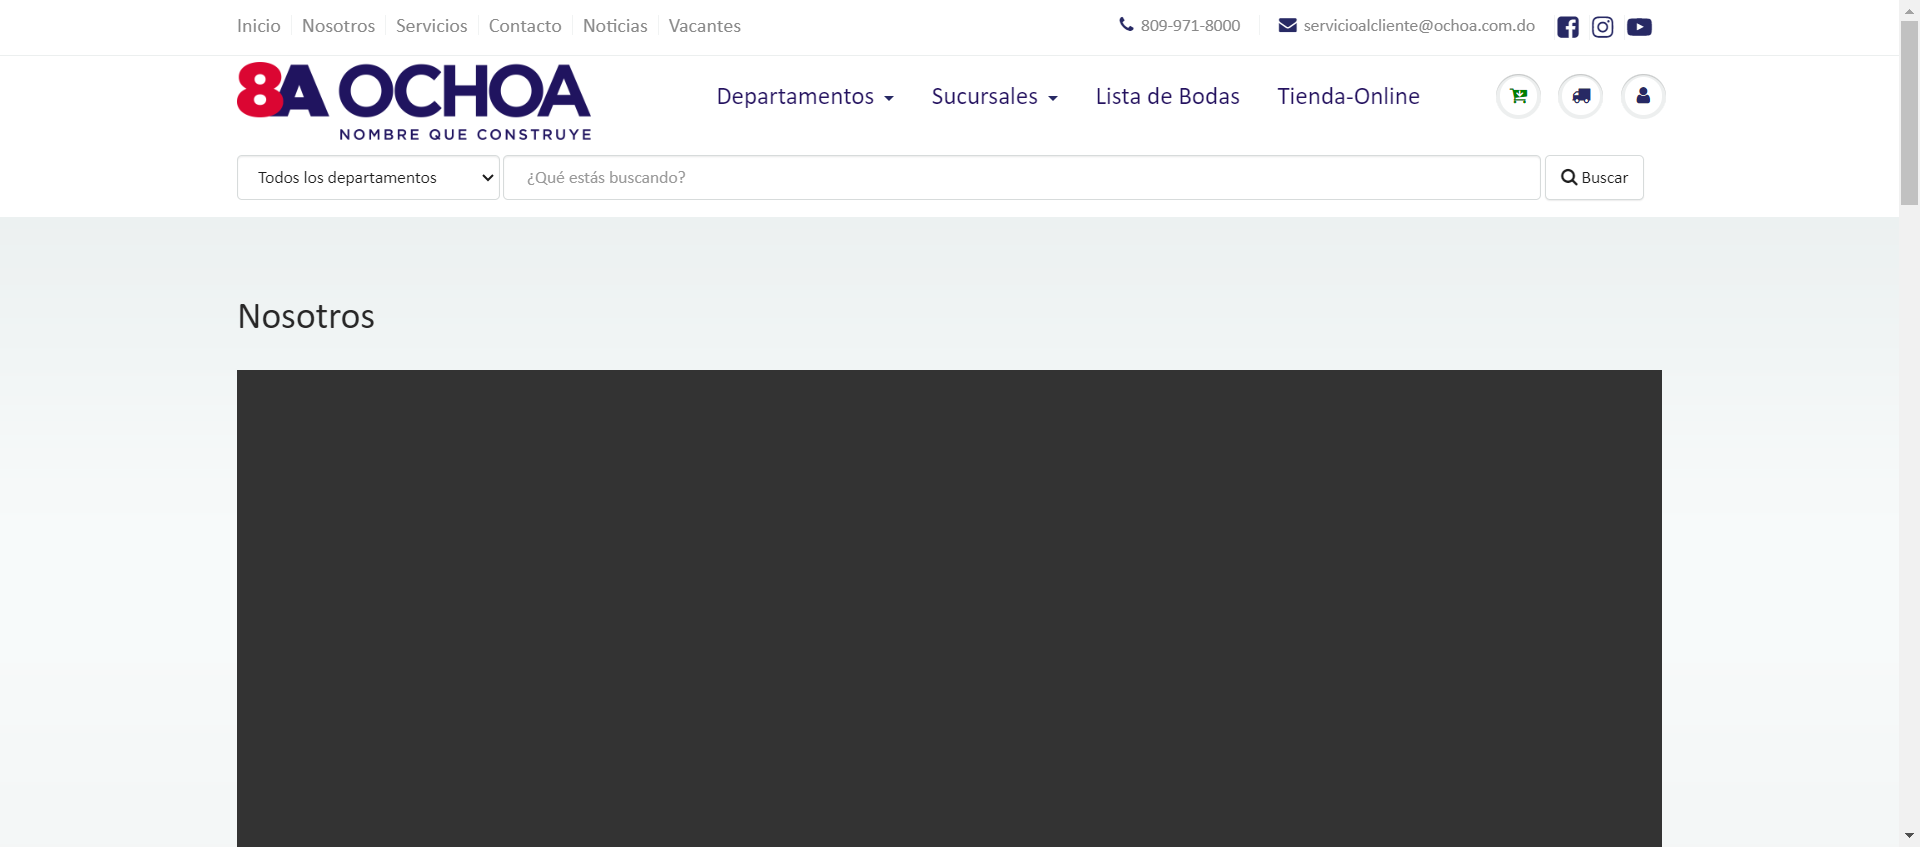 Inicio Nosotros Servicios Contacto Noticias Vacantes 809-971-8000 servicioalcliente@ochoa.com.do
8A OCHOA
NOMBRE QUE CONSTRUYE
Departamentos Sucursales Lista de Bodas Tienda-Online
Todos los departamentos ¿Qué estás buscando? Buscar
Nosotros